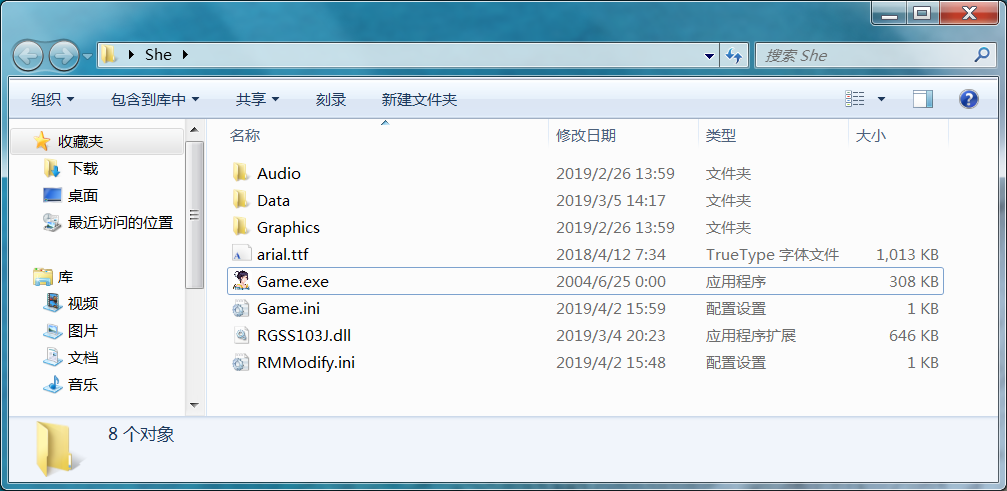 She
搜索 She
组织 包含到库中 共享 刻录 新建文件夹
收藏夹
下载
桌面
最近访问的位置
库
视频
图片
文档
音乐
名称 修改日期 类型 大小
Audio 2019/2/26 13:59 文件夹
Data 2019/3/5 14:17 文件夹
Graphics 2019/2/26 13:59 文件夹
arial.ttf 2018/4/12 7:34 TrueType 字体文件 1,013 KB
Game.exe 2004/6/25 0:00 应用程序 308 KB
Game.ini 2019/4/2 15:59 配置设置 1 KB
RGSS103J.dll 2019/3/4 20:23 应用程序扩展 646 KB
RMModify.ini 2019/4/2 15:48 配置设置 1 KB
8 个对象